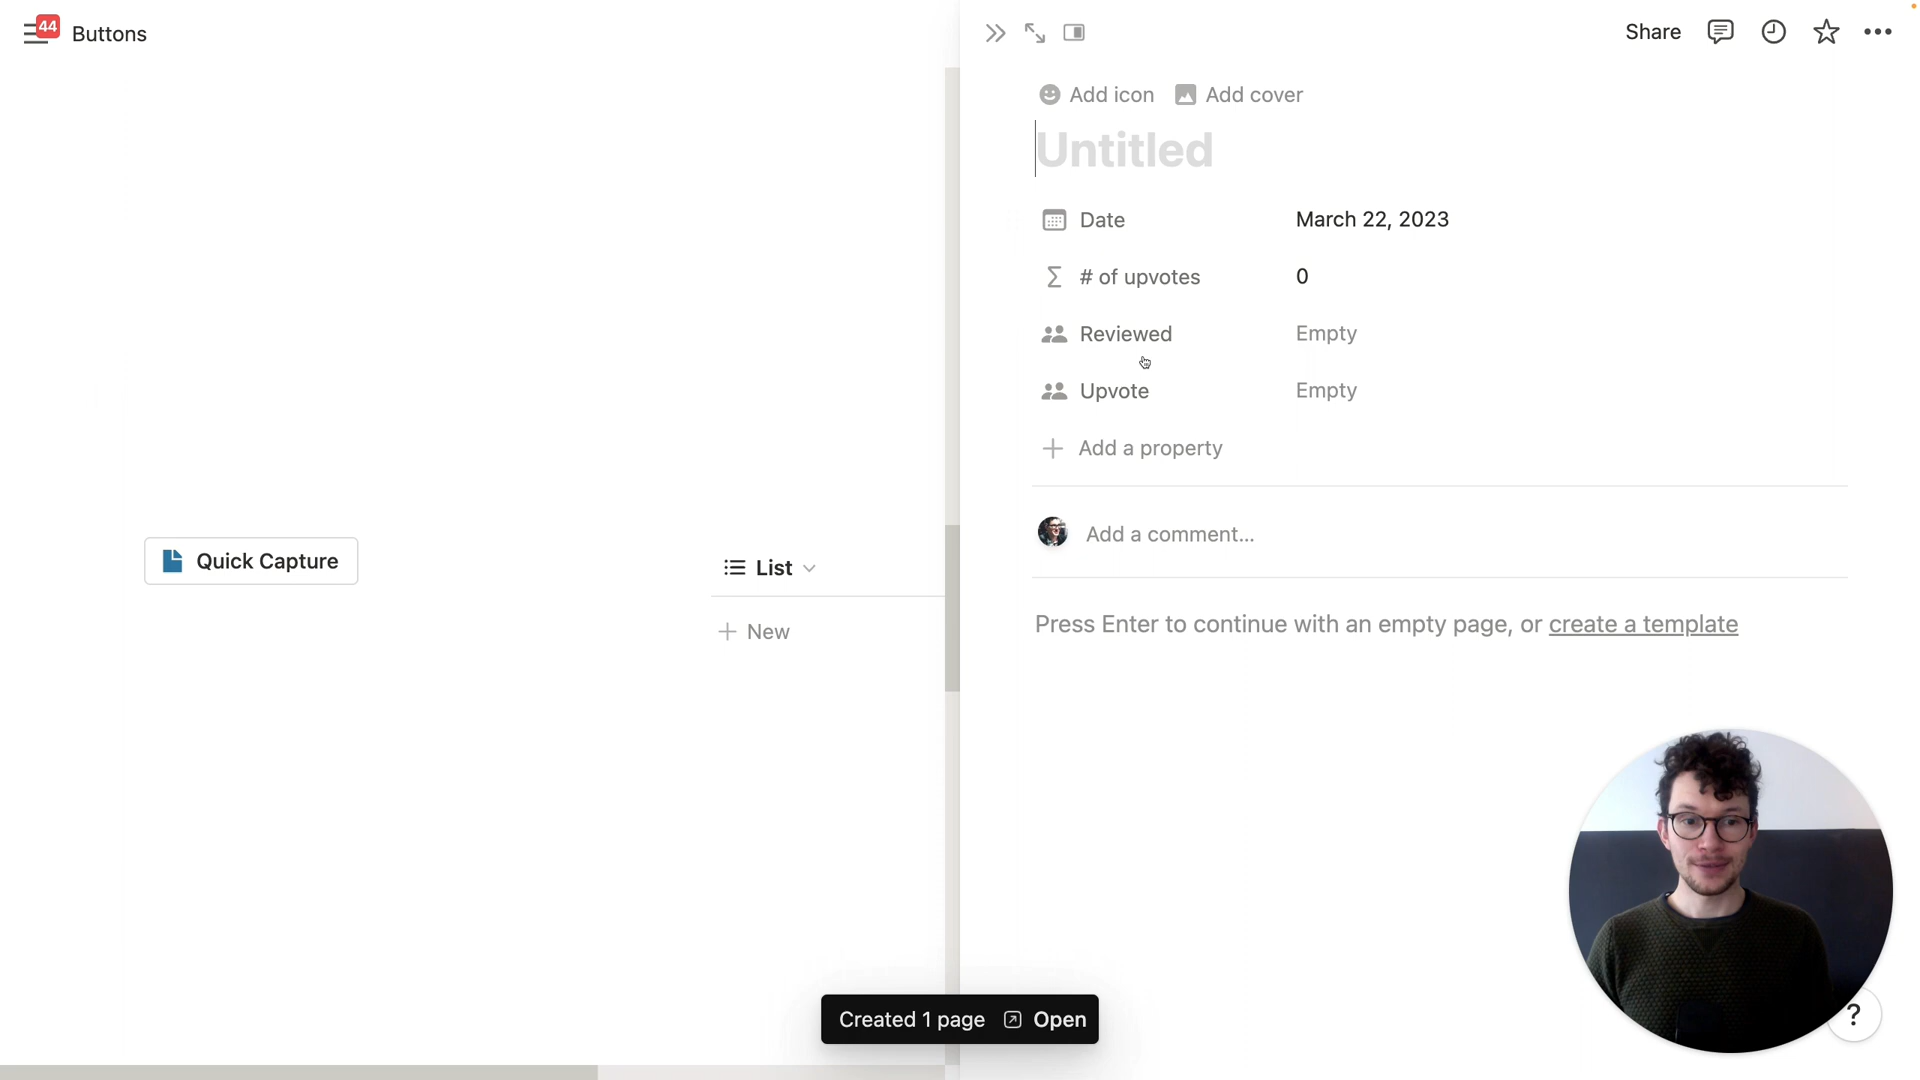 44
Buttons
Share
Add icon
Add cover
Untitled
Date
March 22, 2023
# of upvotes
0
Reviewed
Empty
Upvote
Empty
Add a property
Add a comment...
Quick Capture
List
New
Press Enter to continue with an empty page, or create a template
Created 1 page
Open
?